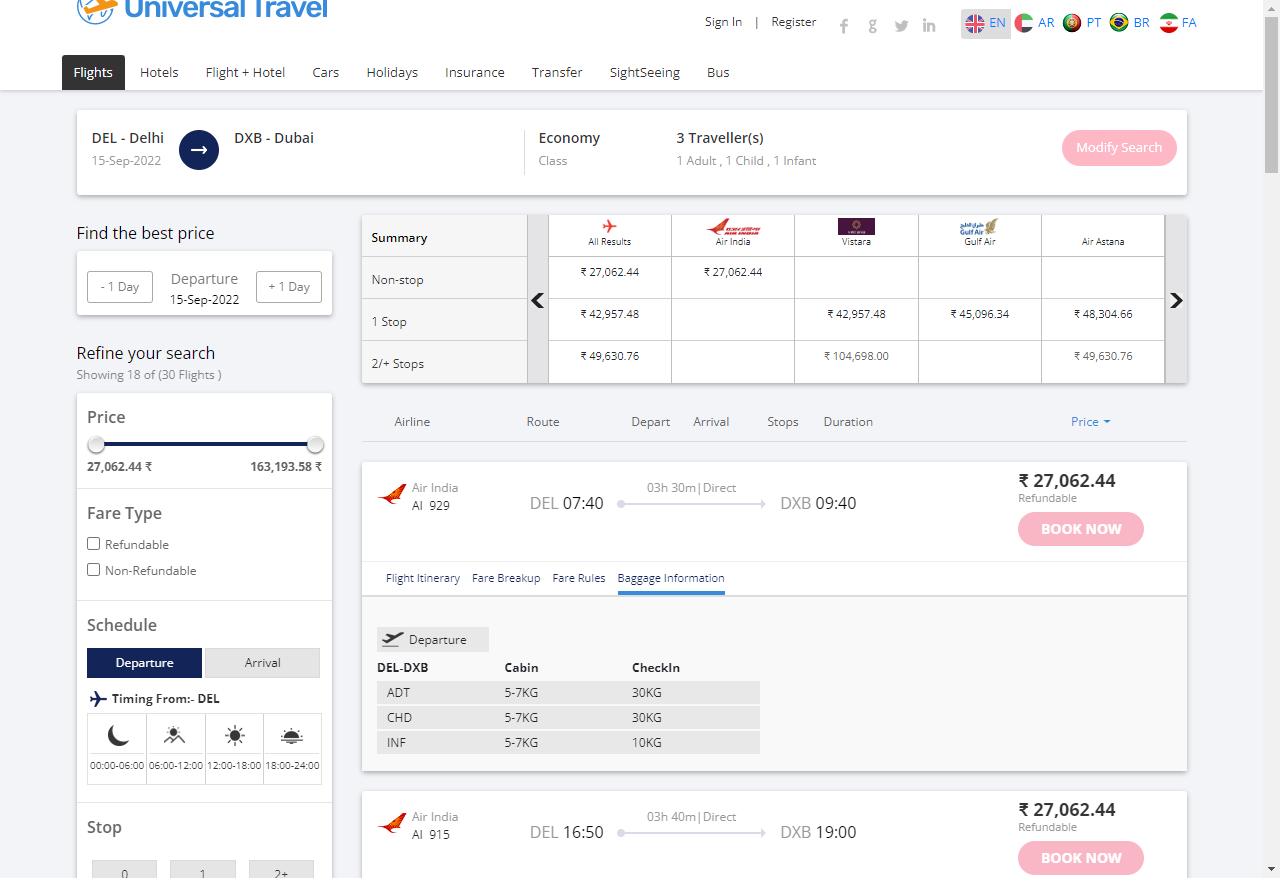 Universal Travel
Sign In | Register
EN AR PT BR FA
Flights Hotels Flight + Hotel Cars Holidays Insurance Transfer SightSeeing Bus
DEL - Delhi DXB - Dubai Economy 3 Traveller(s) Modify Search
15-Sep-2022 Class 1 Adult , 1 Child , 1 Infant
Find the best price
- 1 Day Departure + 1 Day
15-Sep-2022
Refine your search
Showing 18 of (30 Flights )
Price
27,062.44 ₹ 163,193.58 ₹
Fare Type
Refundable
Non-Refundable
Schedule
Departure Arrival
Timing From:- DEL
00:00-06:00 06:00-12:00 12:00-18:00 18:00-24:00
Stop
0 1 2+
Summary All Results Air India Vistara Gulf Air Air Astana
Non-stop ₹ 27,062.44 ₹ 27,062.44
1 Stop ₹ 42,957.48 ₹ 42,957.48 ₹ 45,096.34 ₹ 48,304.66
2/+ Stops ₹ 49,630.76 ₹ 104,698.00 ₹ 49,630.76
Airline Route Depart Arrival Stops Duration Price
Air India 03h 30m|Direct ₹ 27,062.44
AI 929 DEL 07:40 DXB 09:40 Refundable
BOOK NOW
Flight Itinerary Fare Breakup Fare Rules Baggage Information
Departure
DEL-DXB Cabin CheckIn
ADT 5-7KG 30KG
CHD 5-7KG 30KG
INF 5-7KG 10KG
Air India 03h 40m|Direct ₹ 27,062.44
AI 915 DEL 16:50 DXB 19:00 Refundable
BOOK NOW